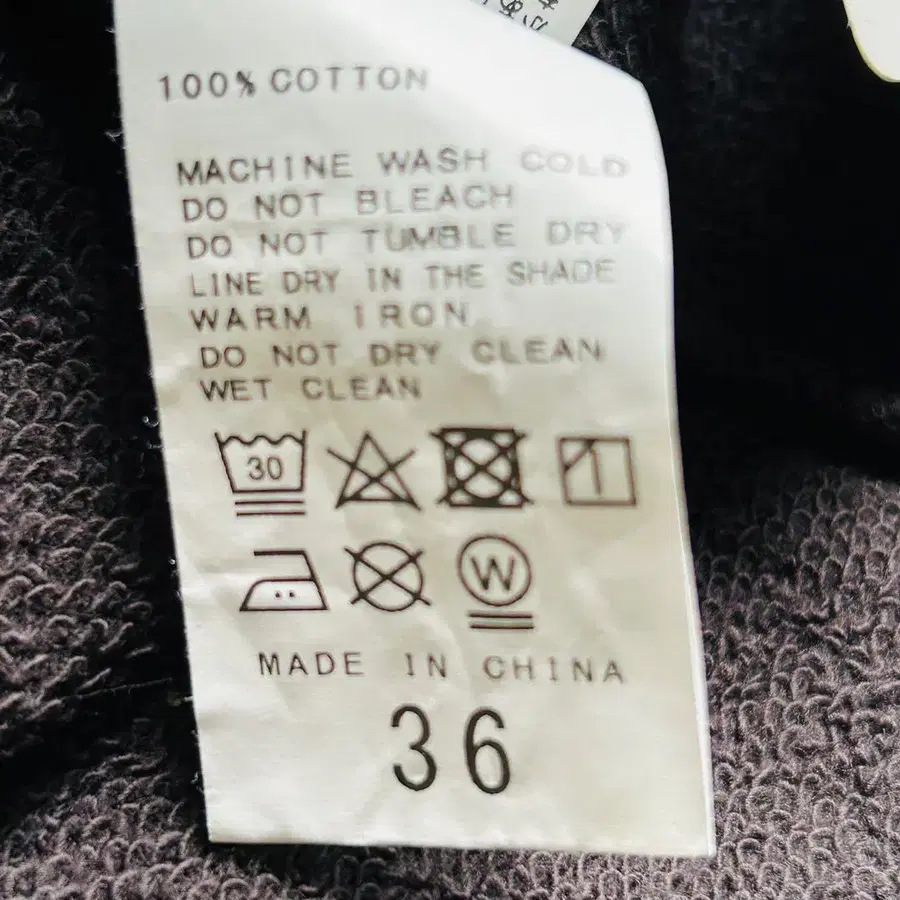 100% COTTON
MACHINE WASH COLD
DO NOT BLEACH
DO NOT TUMBLE DRY
LINE DRY IN THE SHADE
WARM IRON
DO NOT DRY CLEAN
WET CLEAN
30
W
MADE IN CHINA
36